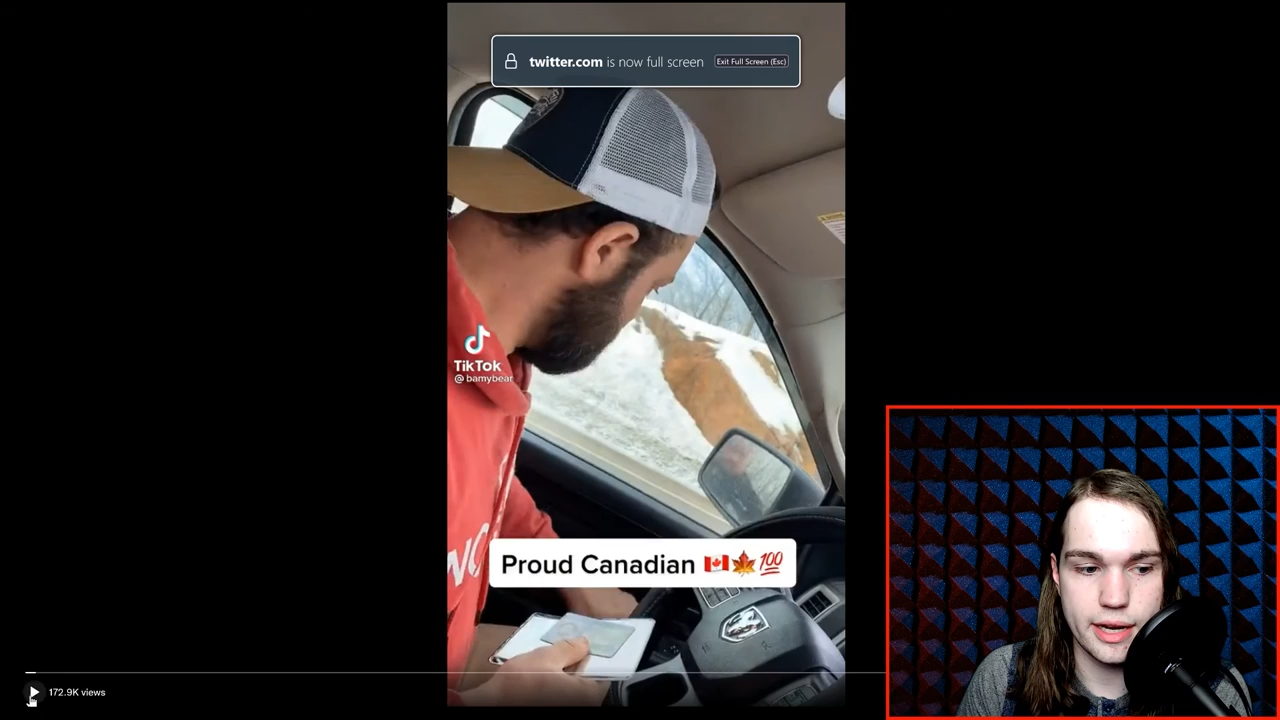 twitter.com is now full screen Exit Full Screen (Esc)
TikTok
@ bamybear
Proud Canadian 🇨🇦🍁💯
172.9K views